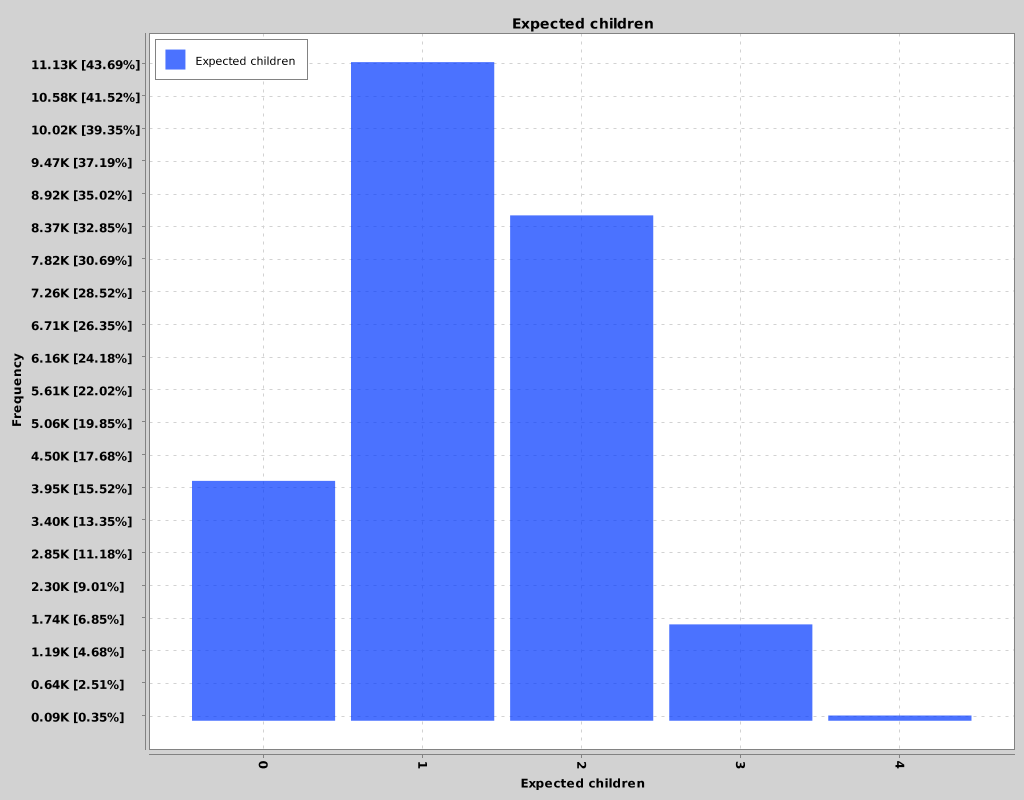 Expected children
Expected children
11.13K [43.69%]
10.58K [41.52%]
10.02K [39.35%]
9.47K [37.19%]
8.92K [35.02%]
8.37K [32.85%]
7.82K [30.69%]
7.26K [28.52%]
6.71K [26.35%]
6.16K [24.18%]
5.61K [22.02%]
5.06K [19.85%]
4.50K [17.68%]
3.95K [15.52%]
3.40K [13.35%]
2.85K [11.18%]
2.30K [9.01%]
1.74K [6.85%]
1.19K [4.68%]
0.64K [2.51%]
0.09K [0.35%]
Frequency
0 1 2 3 4
Expected children